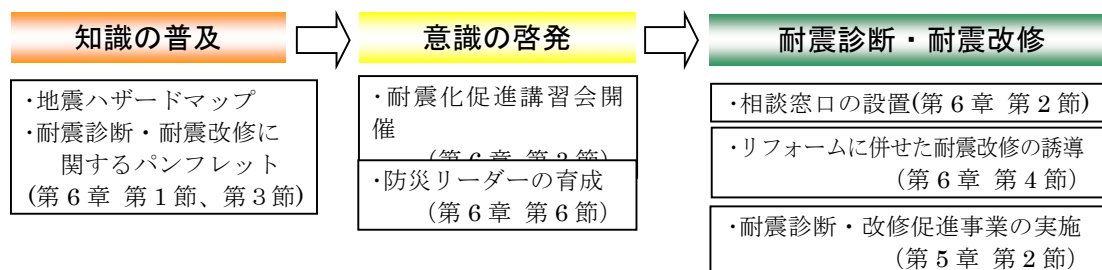 知識の普及
意識の啓発
耐震診断・耐震改修
・地震ハザードマップ
・耐震診断・耐震改修に
関するパンフレット
(第6章 第1節、第3節)
・耐震化促進講習会開
催
・防災リーダーの育成
(第6章 第6節)
・相談窓口の設置(第6章 第2節)
・リフォームに併せた耐震改修の誘導
(第6章 第4節)
・耐震診断・改修促進事業の実施
(第5章 第2節)